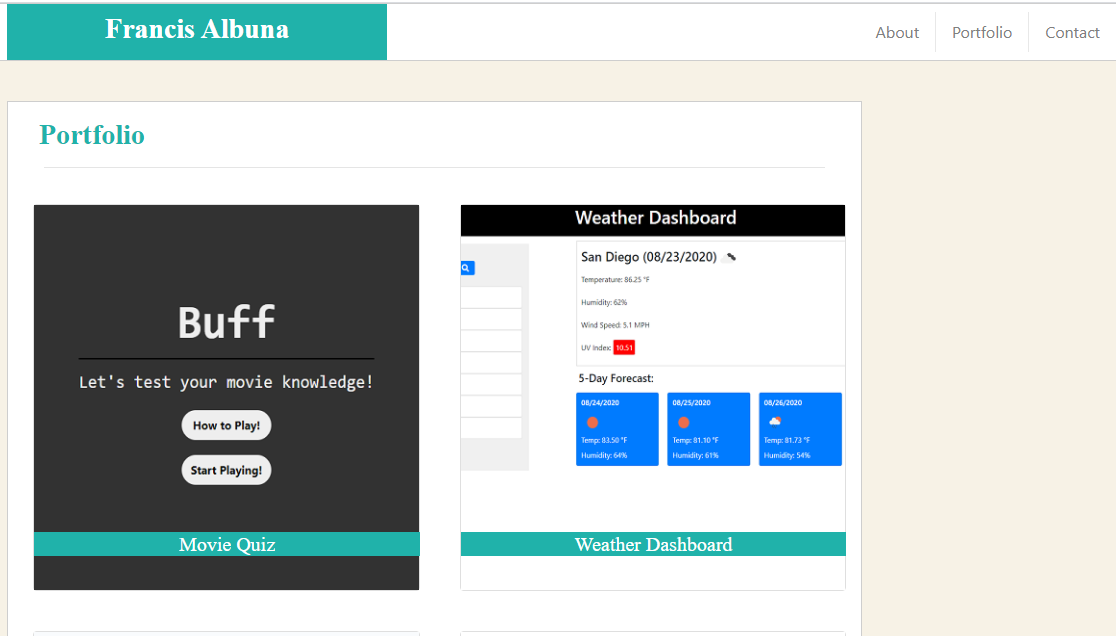 Francis Albuna
About
Portfolio
Contact
Portfolio
Buff
Let's test your movie knowledge!
How to Play!
Start Playing!
Movie Quiz
Weather Dashboard
San Diego (08/23/2020)
Temperature: 86.25 °F
Humidity: 62%
Wind Speed: 5.1 MPH
UV Index: 10.51
5-Day Forecast:
08/24/2020
Temp: 83.50 °F
Humidity: 64%
08/25/2020
Temp: 81.10 °F
Humidity: 61%
08/26/2020
Temp: 81.73 °F
Humidity: 54%
Weather Dashboard